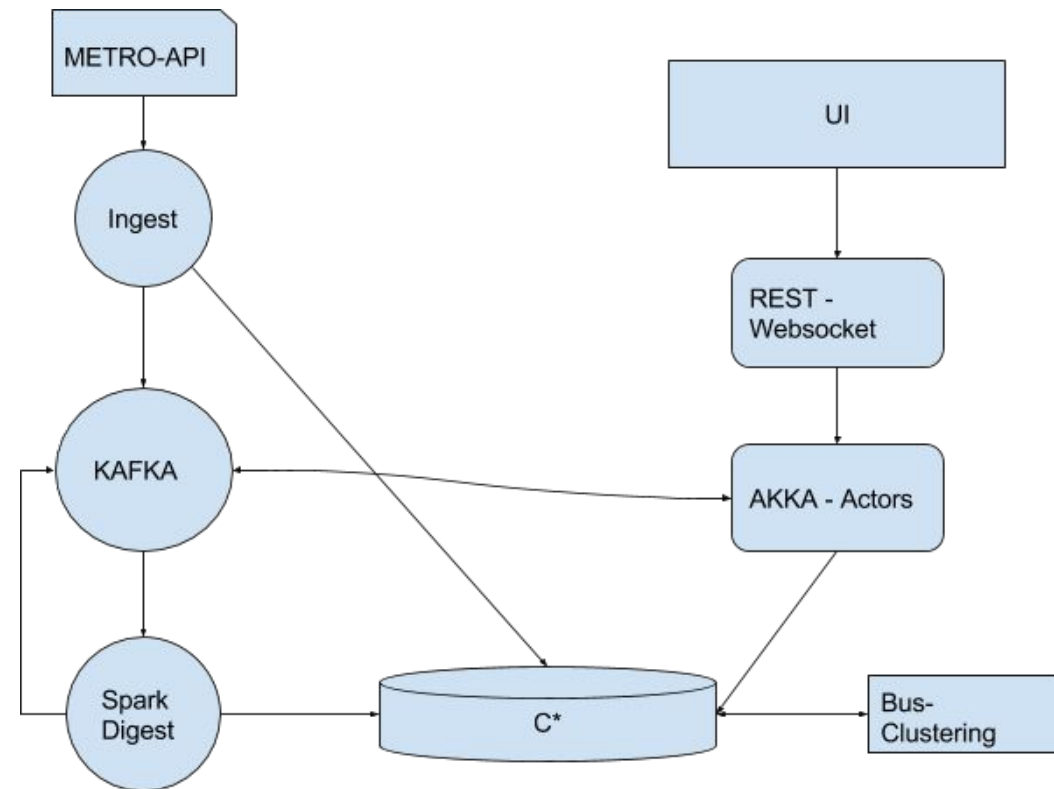 METRO-API
UI
Ingest
REST -
Websocket
KAFKA
AKKA - Actors
Spark
Digest
C*
Bus-
Clustering